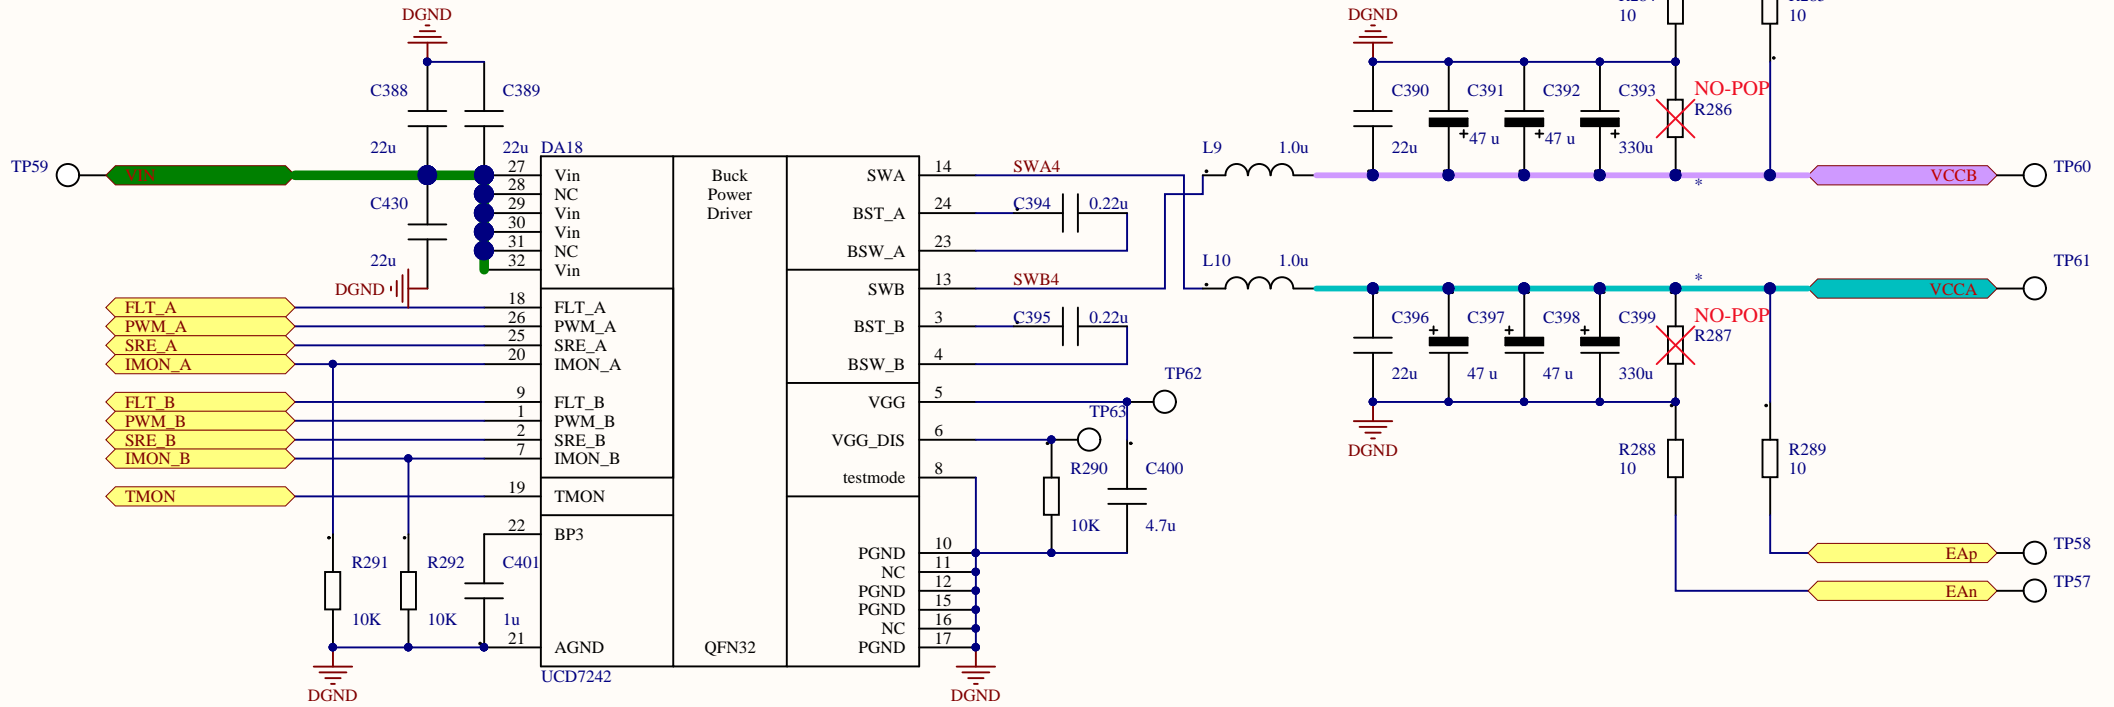 DGND
C388
C389
22u
22u
TP59
VIN
C430
22u
DGND
DA18
27
Vin
28
NC
29
Vin
30
Vin
31
NC
32
Vin
FLT_A
18
FLT_A
PWM_A
26
PWM_A
SRE_A
25
SRE_A
IMON_A
20
IMON_A
FLT_B
9
FLT_B
PWM_B
1
PWM_B
SRE_B
2
SRE_B
IMON_B
7
IMON_B
TMON
19
TMON
22
BP3
R291
R292
C401
10K
10K
1u
21
AGND
DGND
UCD7242
Buck
Power
Driver
QFN32
SWA
14
SWA4
BST_A
24
C394
0.22u
BSW_A
23
SWB
13
SWB4
BST_B
3
C395
0.22u
BSW_B
4
VGG
5
TP62
TP63
VGG_DIS
6
testmode
8
R290
C400
10K
4.7u
PGND
10
NC
11
PGND
12
PGND
15
NC
16
PGND
17
DGND
DGND
10
10
C390
C391
C392
C393
NO-POP
R286
22u
+
47 u
+
47 u
+
330u
L9
1.0u
*
VCCB
TP60
L10
1.0u
*
VCCA
TP61
C396
C397
C398
C399
NO-POP
R287
+
+
+
22u
47 u
47 u
330u
DGND
R288
10
R289
10
EAp
TP58
EAn
TP57